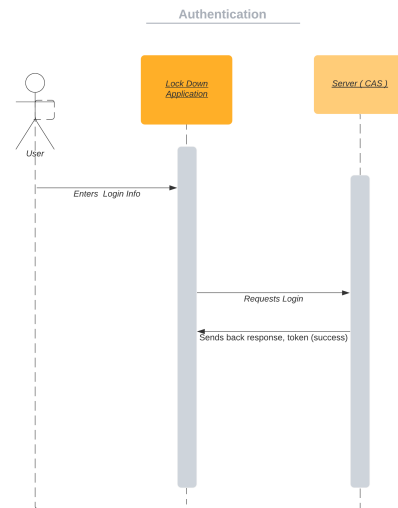 Authentication
Lock Down
Application
Server ( CAS )
User
Enters  Login Info
Requests Login
Sends back response, token (success)